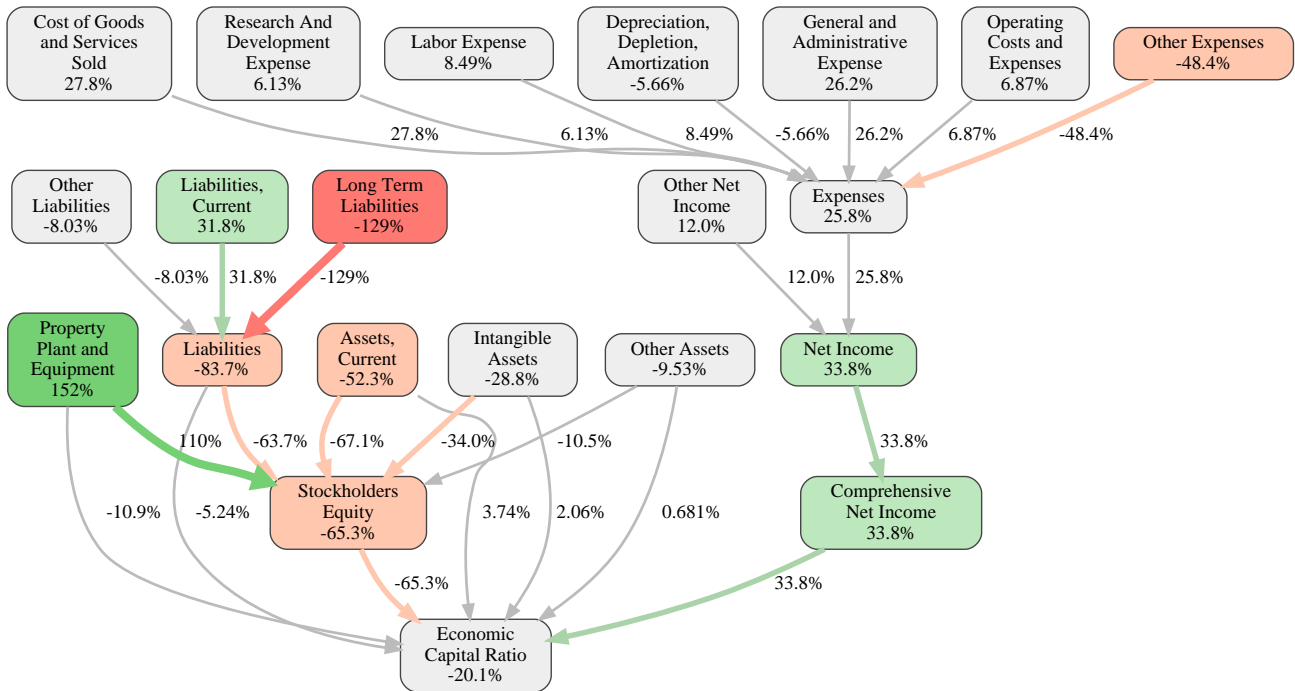 Cost of Goods
and Services
Sold
27.8%
Research And
Development
Expense
6.13%
Labor Expense
8.49%
Depreciation,
Depletion,
Amortization
-5.66%
General and
Administrative
Expense
26.2%
Operating
Costs and
Expenses
6.87%
Other Expenses
-48.4%
27.8%
6.13%
8.49%
-5.66%
26.2%
6.87%
-48.4%
Other
Liabilities
-8.03%
Liabilities,
Current
31.8%
Long Term
Liabilities
-129%
Other Net
Income
12.0%
Expenses
25.8%
-8.03%
31.8%
-129%
12.0%
25.8%
Property
Plant and
Equipment
152%
Liabilities
-83.7%
Assets,
Current
-52.3%
Intangible
Assets
-28.8%
Other Assets
-9.53%
Net Income
33.8%
110%
-63.7%
-67.1%
-34.0%
-10.5%
33.8%
Stockholders
Equity
-65.3%
Comprehensive
Net Income
33.8%
-10.9%
-5.24%
3.74%
2.06%
0.681%
-65.3%
33.8%
Economic
Capital Ratio
-20.1%